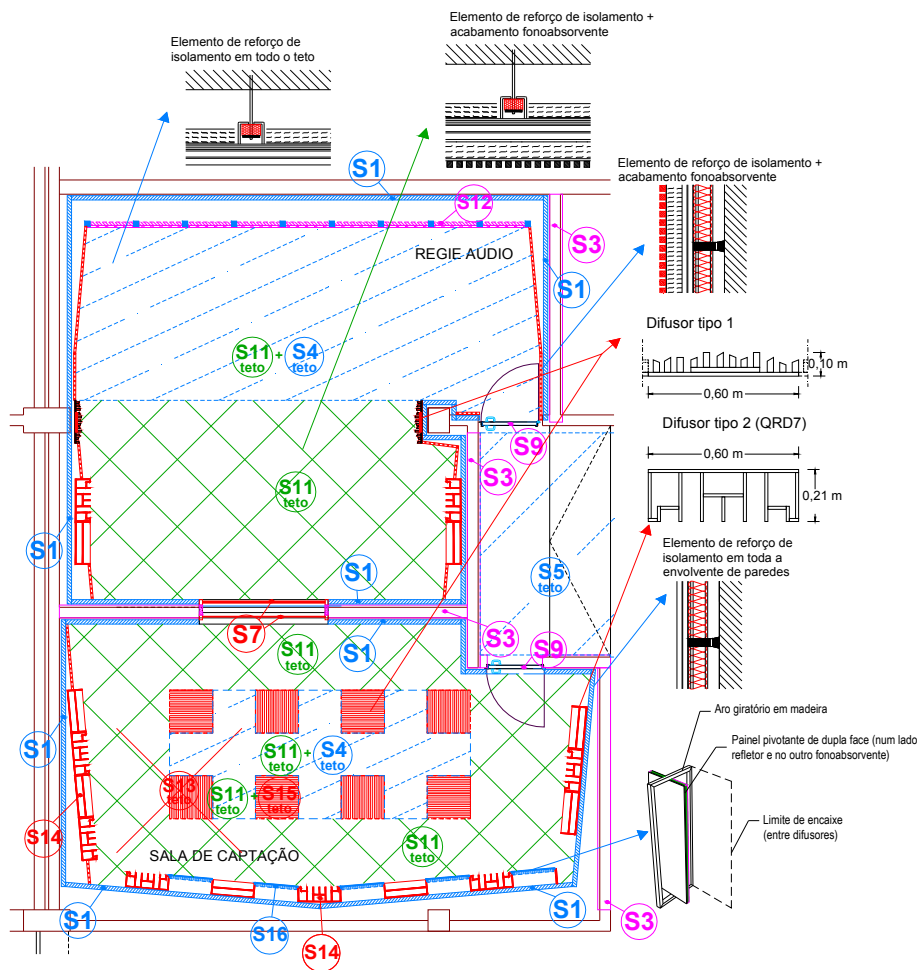 Elemento de reforço de
isolamento em todo o teto
Elemento de reforço de isolamento +
acabamento fonoabsorvente
S1
S12
REGIE AUDIO
S3
S1
Elemento de reforço de isolamento +
acabamento fonoabsorvente
S11
teto
+
S4
teto
Difusor tipo 1
0,10 m
0,60 m
Difusor tipo 2 (QRD7)
0,60 m
0,21 m
S9
S3
S11
teto
S1
Elemento de reforço de
isolamento em toda a
envolvente de paredes
S5
teto
S1
S7
S3
S1
S11
teto
S9
S1
S11
teto
+
S4
teto
S13
teto
S11
teto
+
S15
teto
S14
S11
teto
SALA DE CAPTAÇÃO
Aro giratório em madeira
Painel pivotante de dupla face (num lado
refletor e no outro fonoabsorvente)
Limite de encaixe
(entre difusores)
S1
S16
S14
S1
S3